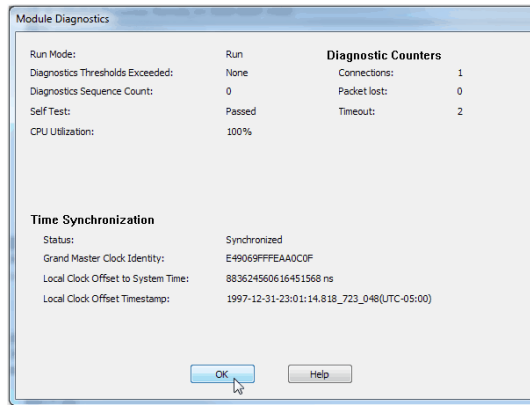 Module Diagnostics
Run Mode: Run
Diagnostics Thresholds Exceeded: None
Diagnostics Sequence Count: 0
Self Test: Passed
CPU Utilization: 100%
Diagnostic Counters
Connections: 1
Packet lost: 0
Timeout: 2
Time Synchronization
Status: Synchronized
Grand Master Clock Identity: E49069FFFEAA0C0F
Local Clock Offset to System Time: 883624560616451568 ns
Local Clock Offset Timestamp: 1997-12-31-23:01:14.818_723_048(UTC-05:00)
OK Help